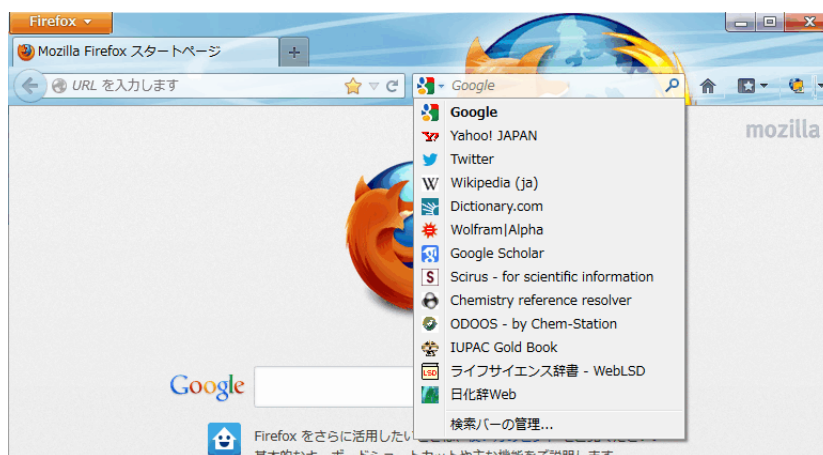 Firefox
Mozilla Firefox スタートページ
URL を入力します
Google
mozilla
Google
Yahoo! JAPAN
Twitter
Wikipedia (ja)
Dictionary.com
Wolfram|Alpha
Google Scholar
Scirus - for scientific information
Chemistry reference resolver
ODOOS - by Chem-Station
IUPAC Gold Book
ライフサイエンス辞書 - WebLSD
日化辞Web
検索バーの管理...
Google
Firefox をさらに活用したい